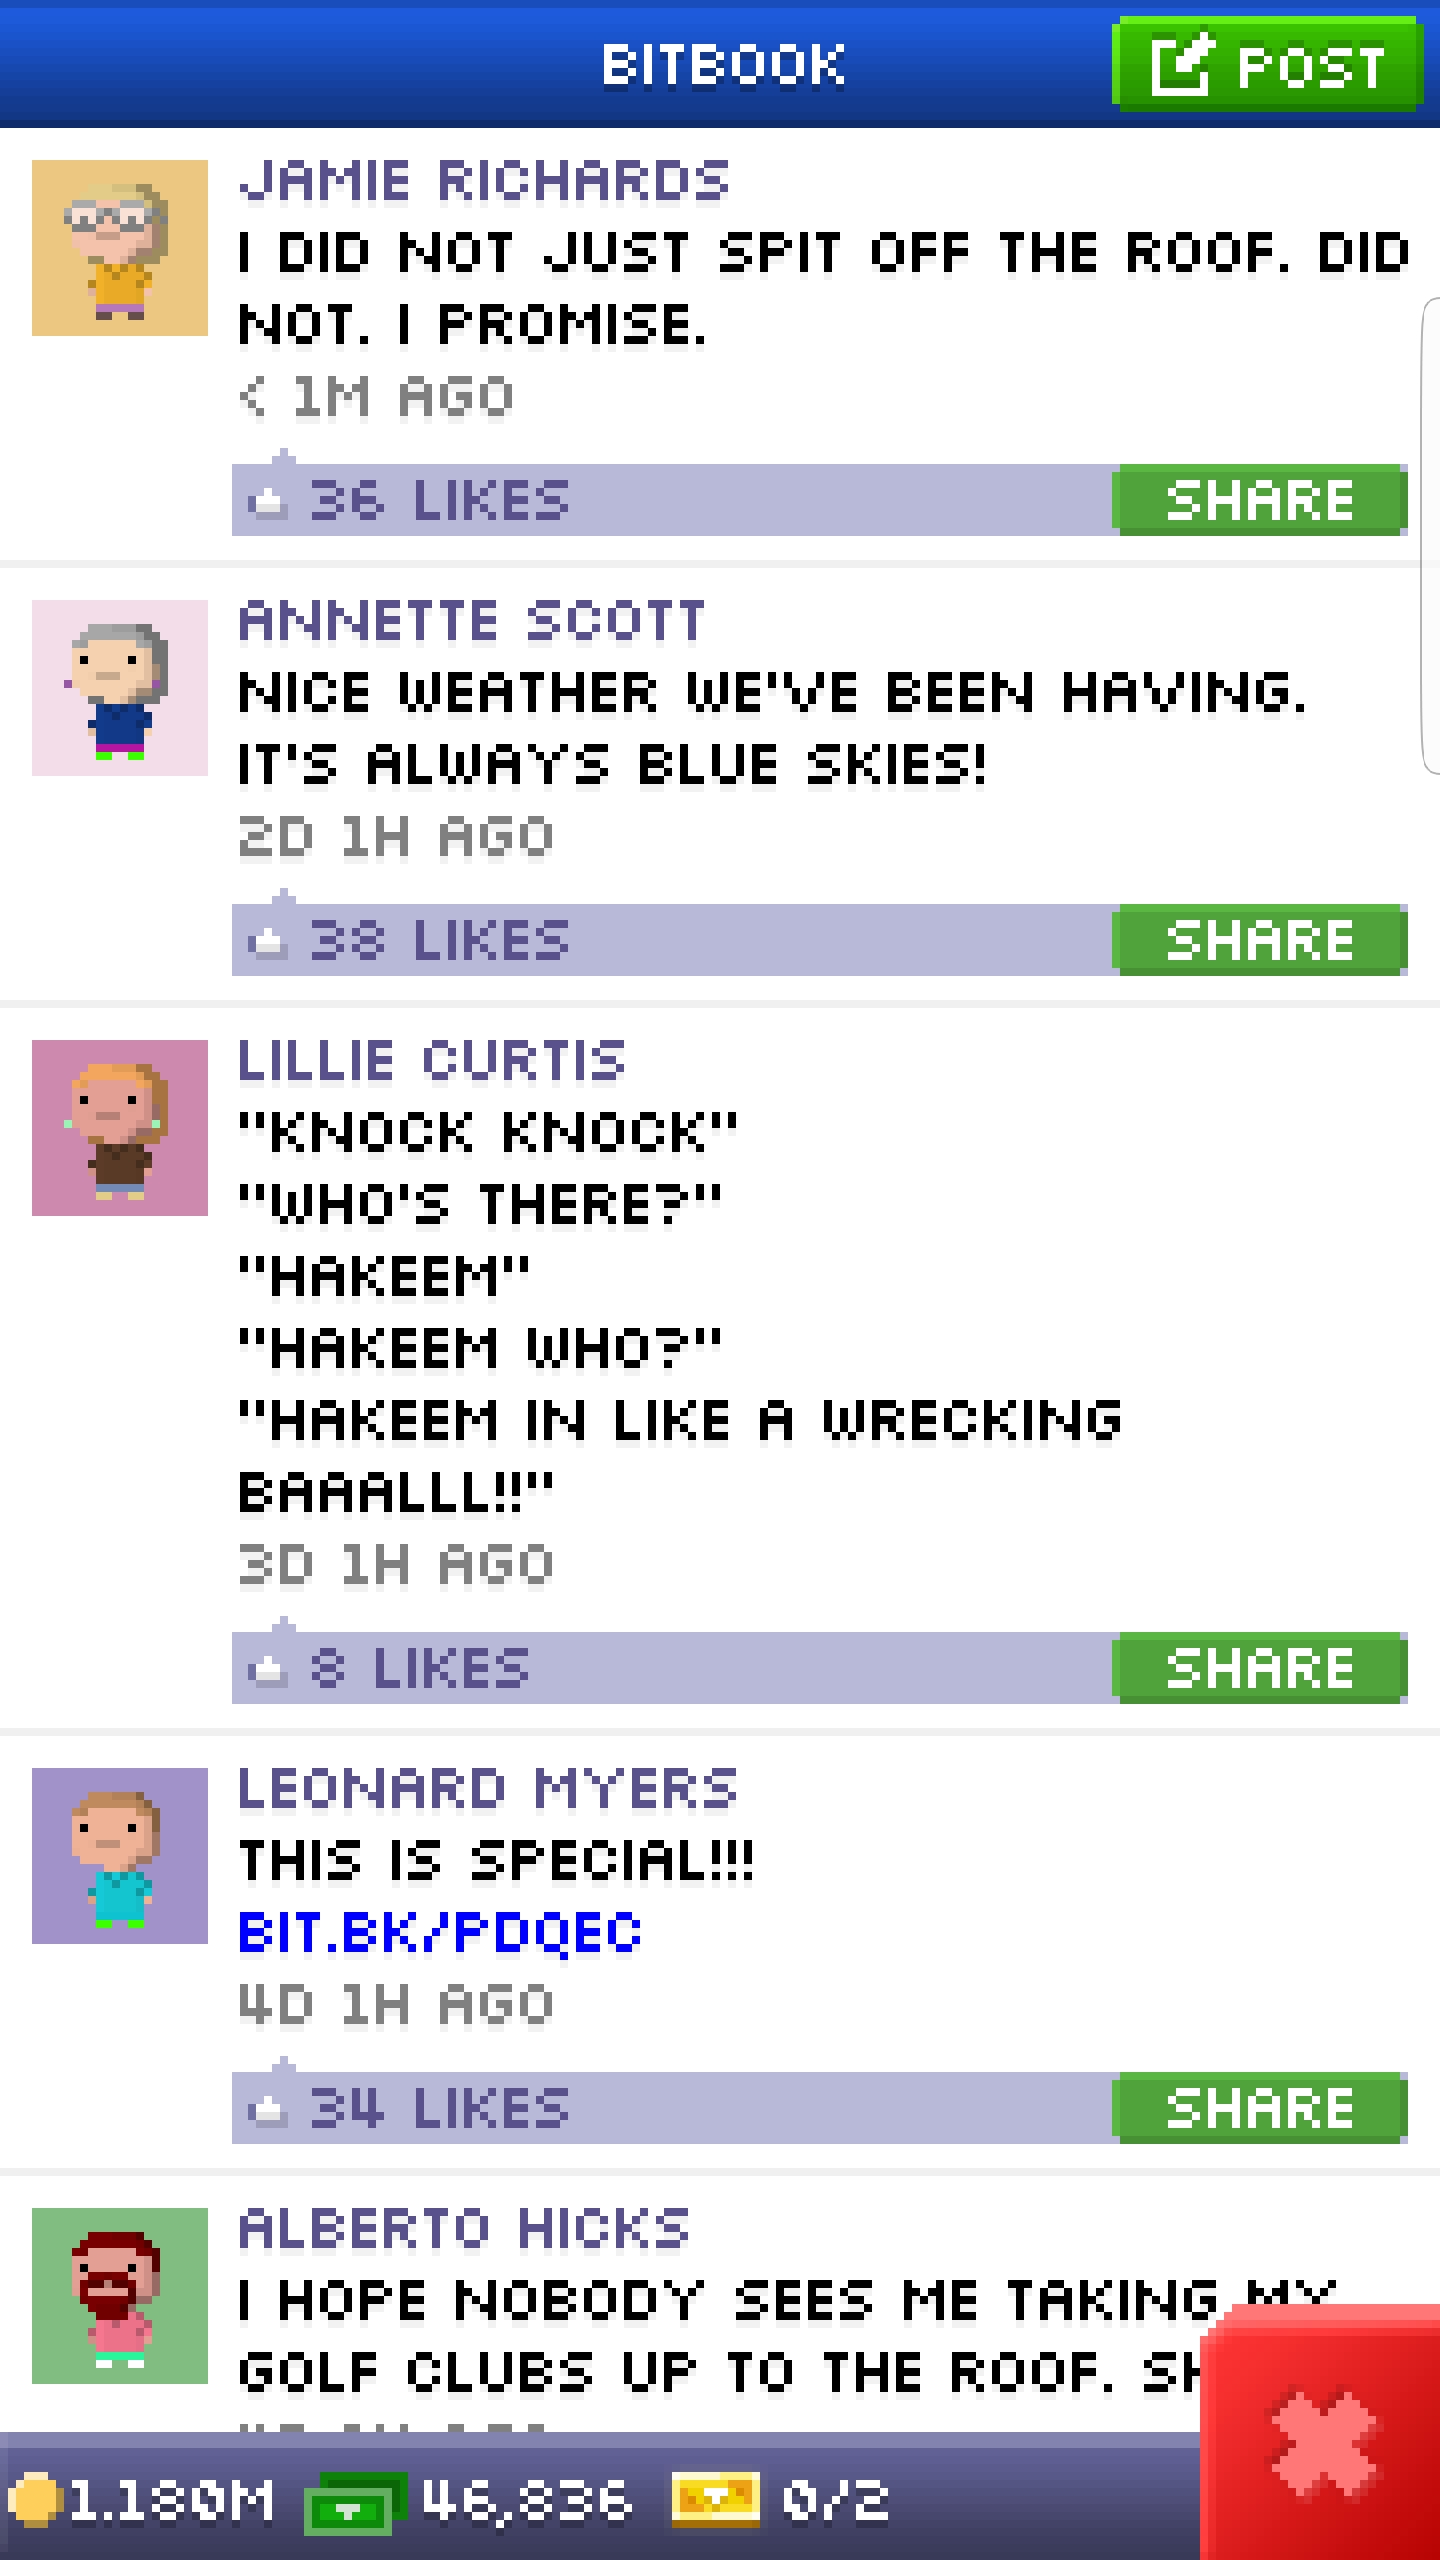 BITBOOK
POST
JAMIE RICHARDS
I DID NOT JUST SPIT OFF THE ROOF. DID
NOT. I PROMISE.
< 1M AGO
36 LIKES
SHARE
ANNETTE SCOTT
NICE WEATHER WE'VE BEEN HAVING.
IT'S ALWAYS BLUE SKIES!
2D 1H AGO
38 LIKES
SHARE
LILLIE CURTIS
"KNOCK KNOCK"
"WHO'S THERE?"
"HAKEEM"
"HAKEEM WHO?"
"HAKEEM IN LIKE A WRECKING
BAAALLL!!"
3D 1H AGO
8 LIKES
SHARE
LEONARD MYERS
THIS IS SPECIAL!!!
BIT.BK/PDQEC
4D 1H AGO
34 LIKES
SHARE
ALBERTO HICKS
I HOPE NOBODY SEES ME TAKING MY
GOLF CLUBS UP TO THE ROOF.
1.180M
46,836
0/2